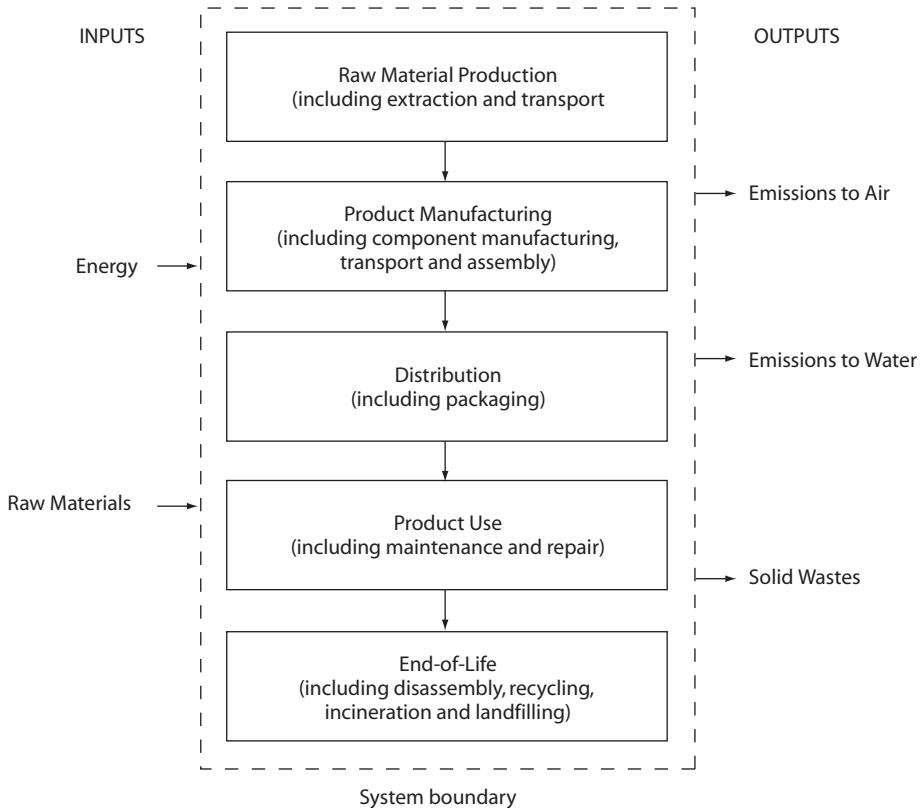 INPUTS
OUTPUTS
Raw Material Production
(including extraction and transport
Product Manufacturing
(including component manufacturing,
transport and assembly)
Distribution
(including packaging)
Product Use
(including maintenance and repair)
End-of-Life
(including disassembly, recycling,
incineration and landfilling)
Energy
Raw Materials
Emissions to Air
Emissions to Water
Solid Wastes
System boundary